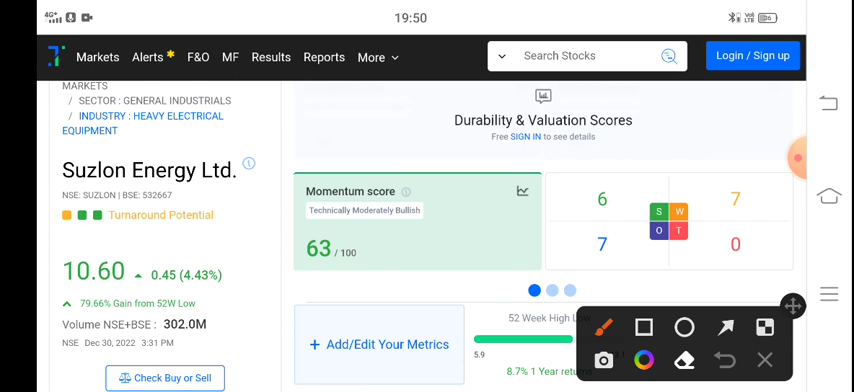 4G+ 19:50 VoI LTE
Markets Alerts F&O MF Results Reports More Search Stocks Login / Sign up
MARKETS
/ SECTOR : GENERAL INDUSTRIALS
/ INDUSTRY : HEAVY ELECTRICAL
EQUIPMENT
Suzlon Energy Ltd.
NSE: SUZLON | BSE: 532667
Turnaround Potential
10.60 0.45 (4.43%)
79.66% Gain from 52W Low
Volume NSE+BSE : 302.0M
NSE Dec 30, 2022 3:31 PM
Check Buy or Sell
Durability & Valuation Scores
Free SIGN IN to see details
Momentum score
Technically Moderately Bullish
63 / 100
6 7
S W
O T
7 0
+ Add/Edit Your Metrics
52 Week High
5.9
8.7% 1 Year